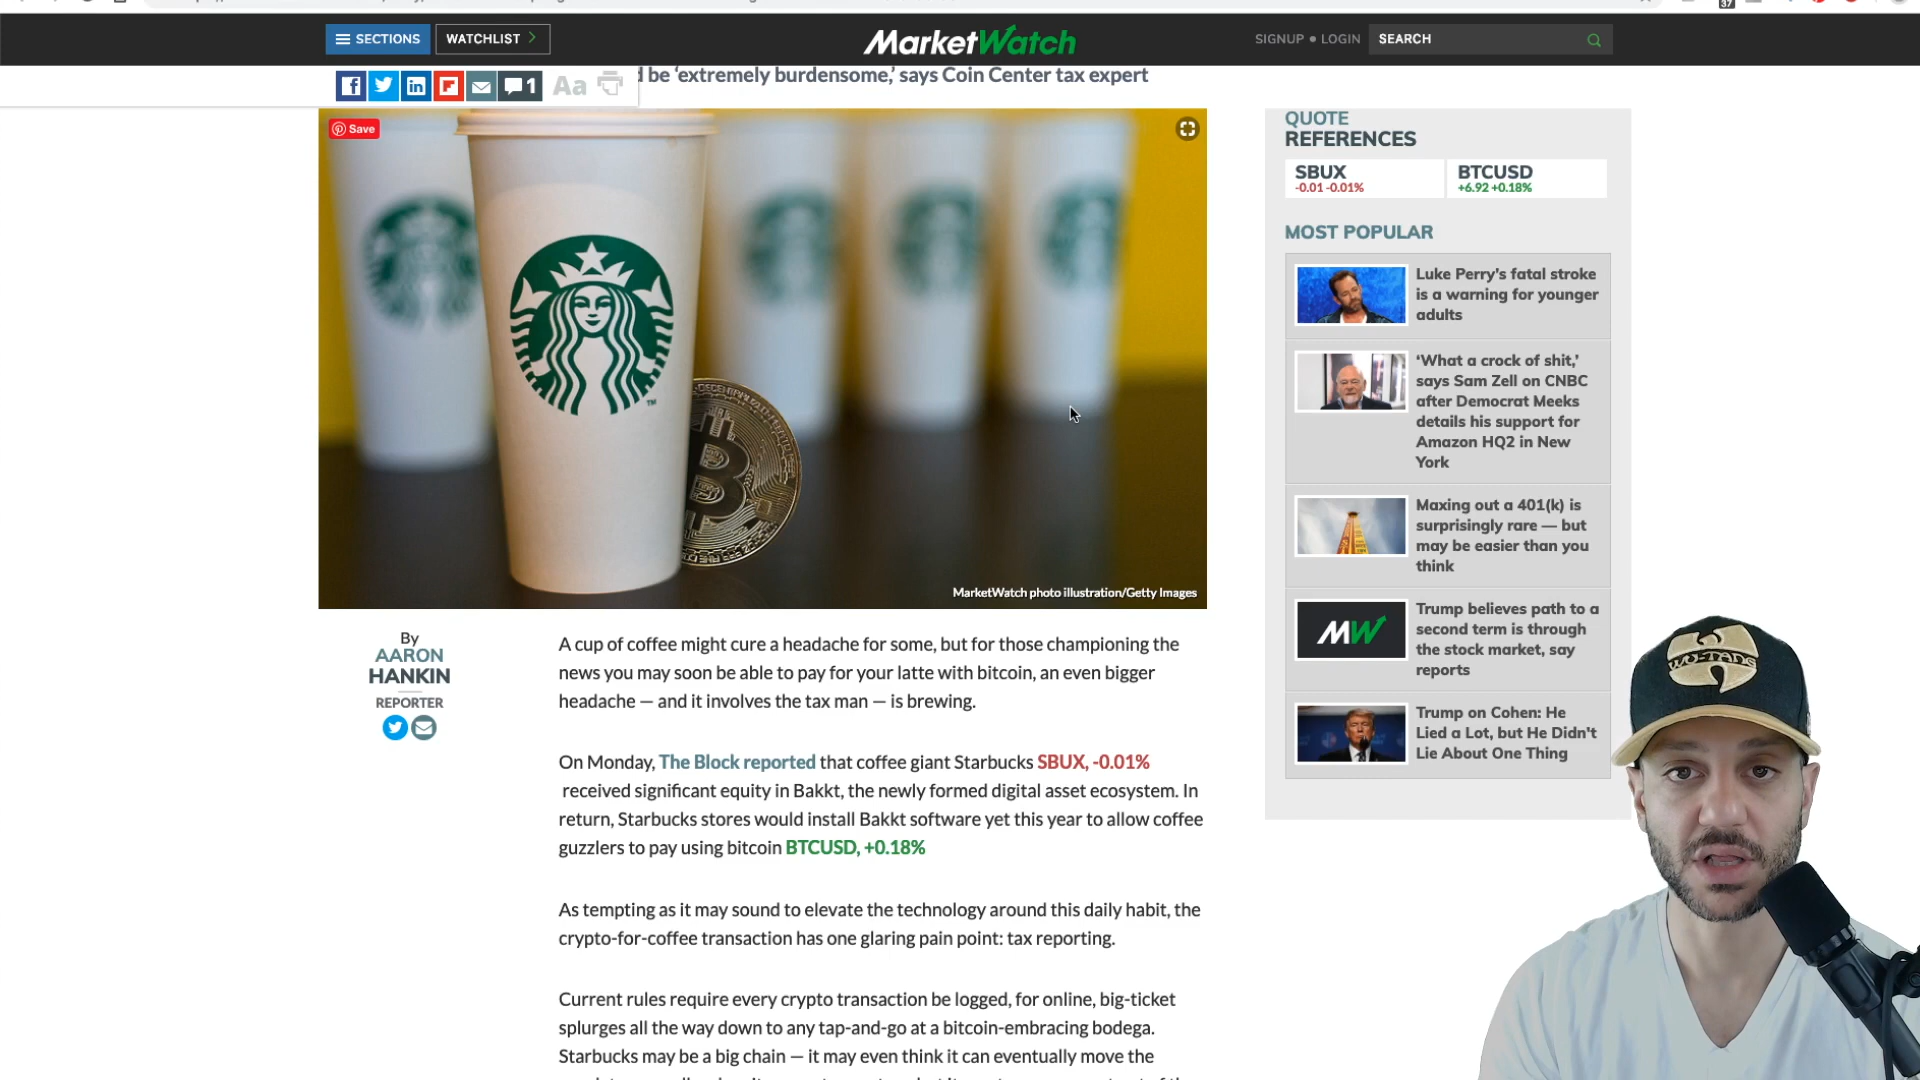 37
SECTIONS
WATCHLIST
MarketWatch
SIGNUP • LOGIN
SEARCH
1
Aa
d be ‘extremely burdensome,’ says Coin Center tax expert
Save
DECENTRALIZED
TM
MarketWatch photo illustration/Getty Images
By
AARON
HANKIN
REPORTER
A cup of coffee might cure a headache for some, but for those championing the
news you may soon be able to pay for your latte with bitcoin, an even bigger
headache — and it involves the tax man — is brewing.
On Monday, The Block reported that coffee giant Starbucks SBUX, -0.01%
received significant equity in Bakkt, the newly formed digital asset ecosystem. In
return, Starbucks stores would install Bakkt software yet this year to allow coffee
guzzlers to pay using bitcoin BTCUSD, +0.18%
As tempting as it may sound to elevate the technology around this daily habit, the
crypto-for-coffee transaction has one glaring pain point: tax reporting.
Current rules require every crypto transaction be logged, for online, big-ticket
splurges all the way down to any tap-and-go at a bitcoin-embracing bodega.
Starbucks may be a big chain — it may even think it can eventually move the
QUOTE
REFERENCES
SBUX
-0.01 -0.01%
BTCUSD
+6.92 +0.18%
MOST POPULAR
Luke Perry’s fatal stroke
is a warning for younger
adults
‘What a crock of shit,’
says Sam Zell on CNBC
after Democrat Meeks
details his support for
Amazon HQ2 in New
York
Maxing out a 401(k) is
surprisingly rare — but
may be easier than you
think
MW
Trump believes path to a
second term is through
the stock market, say
reports
Trump on Cohen: He
Lied a Lot, but He Didn’t
Lie About One Thing
WU-TANG